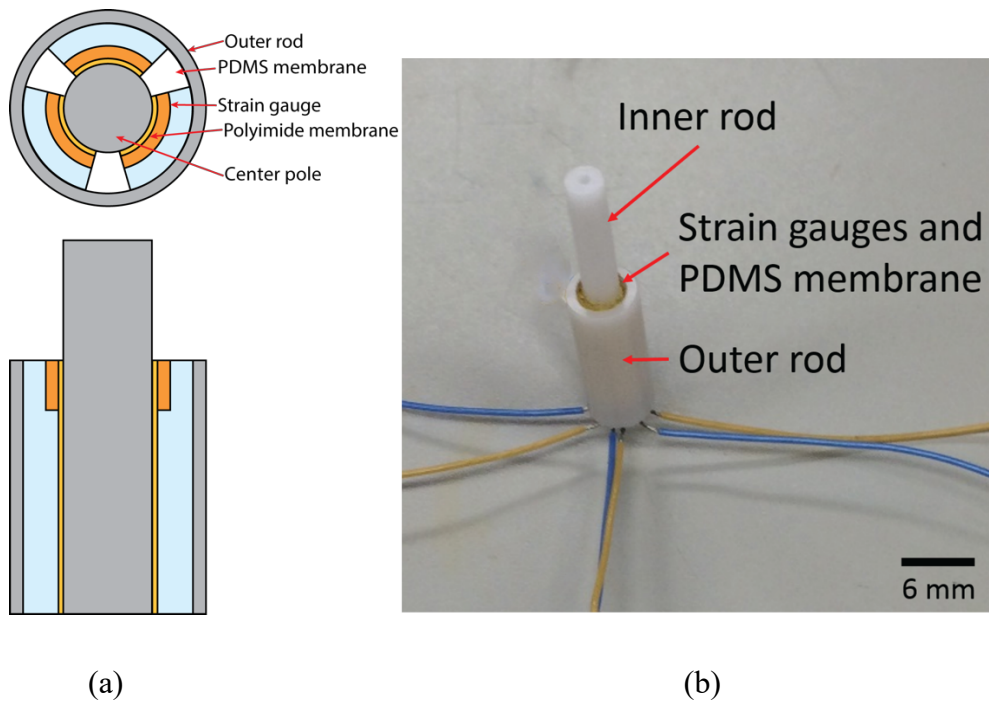 Outer rod
PDMS membrane
Strain gauge
Polyimide membrane
Center pole
Inner rod
Strain gauges and
PDMS membrane
Outer rod
6 mm
(a)
(b)